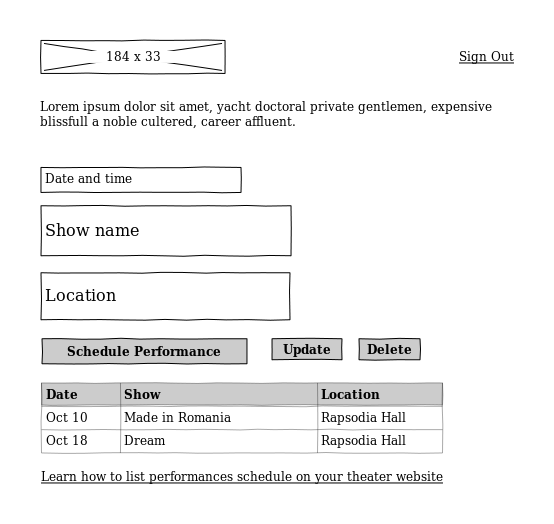 184 x 33
Sign Out
Lorem ipsum dolor sit amet, yacht doctoral private gentlemen, expensive
blissfull a noble cultered, career affluent.
Date and time
Show name
Location
Schedule Performance Update Delete
Date Show Location
Oct 10 Made in Romania Rapsodia Hall
Oct 18 Dream Rapsodia Hall
Learn how to list performances schedule on your theater website